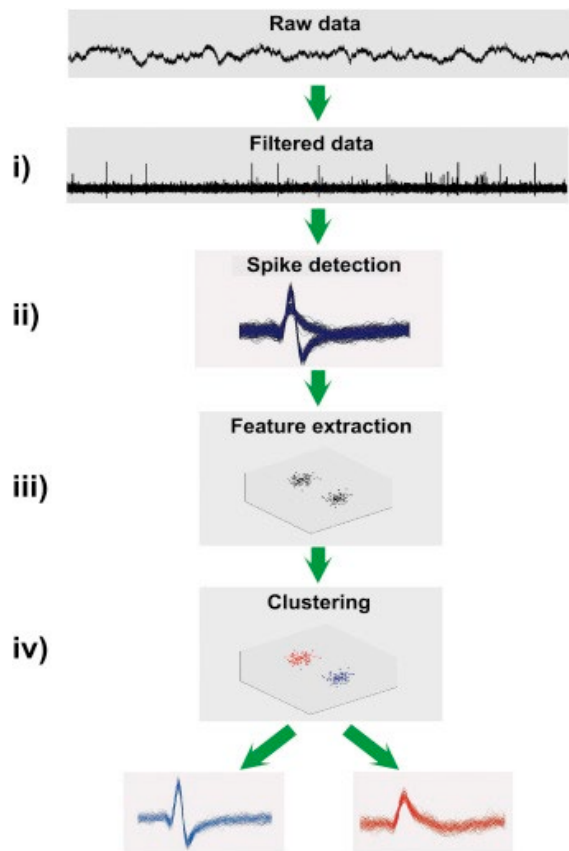 Raw data
i)
Filtered data
ii)
Spike detection
iii)
Feature extraction
iv)
Clustering